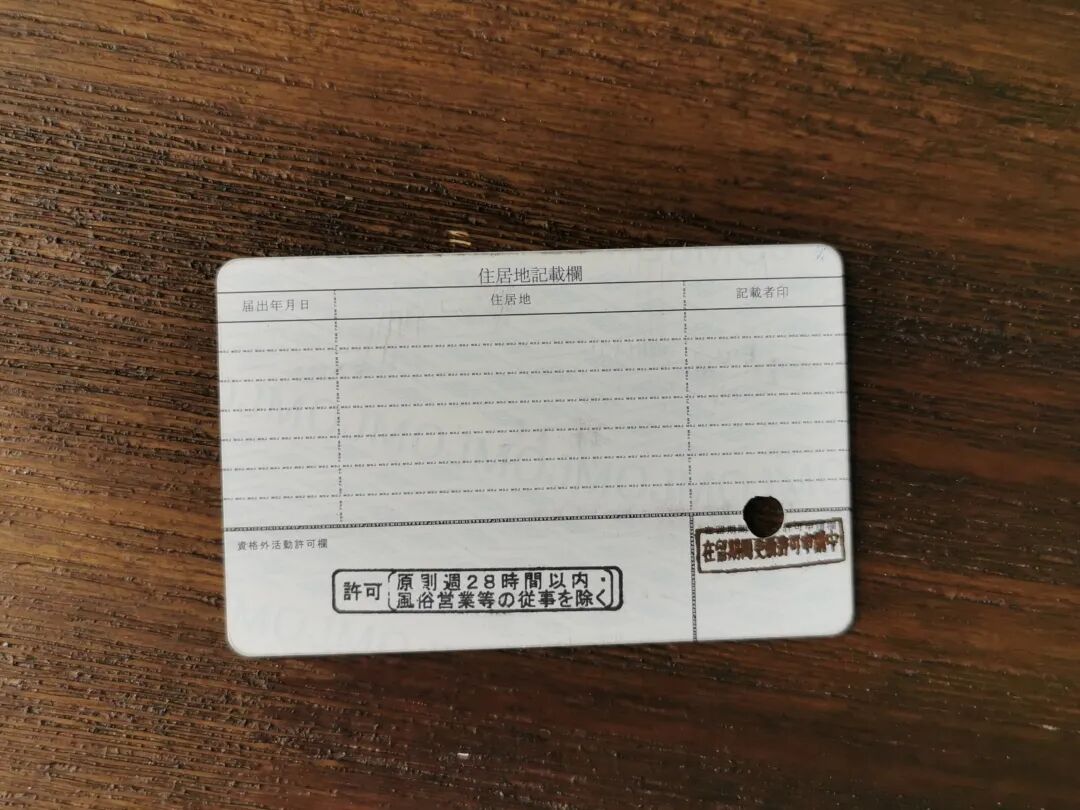 住居地記載欄
届出年月日 住居地 記載者印
資格外活動許可欄
許可 原則週28時間以内・
風俗営業等の従事を除く
在留期間更新許可申請中